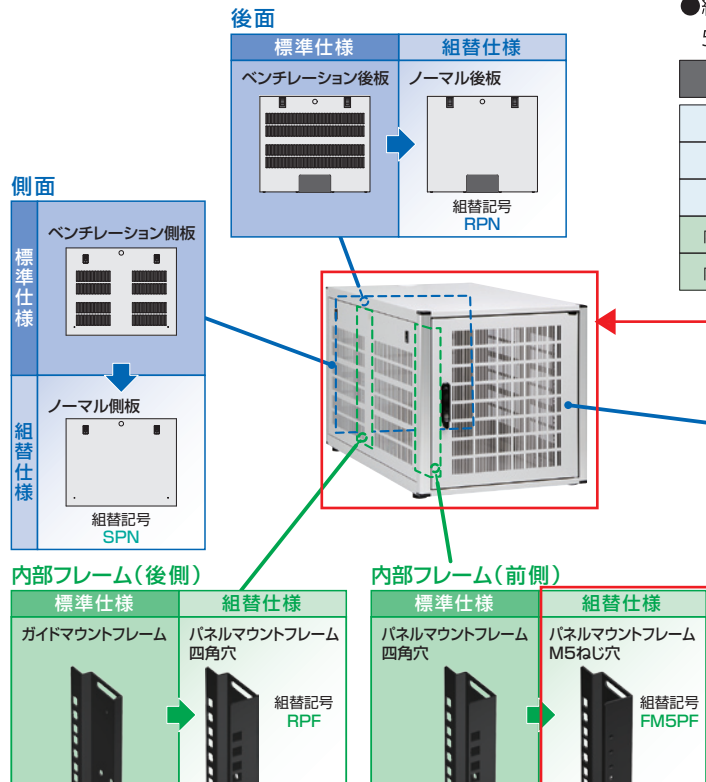 後面
標準仕様
組替仕様
ベンチレーション後板
ノーマル後板
組替記号
RPN
側面
標準仕様
ベンチレーション側板
組替仕様
ノーマル側板
組替記号
SPN
内部フレーム(後側)
標準仕様
組替仕様
ガイドマウントフレーム
パネルマウントフレーム
四角穴
組替記号
RPF
内部フレーム(前側)
標準仕様
組替仕様
パネルマウントフレーム
四角穴
パネルマウントフレーム
M5ねじ穴
組替記号
FM5PF